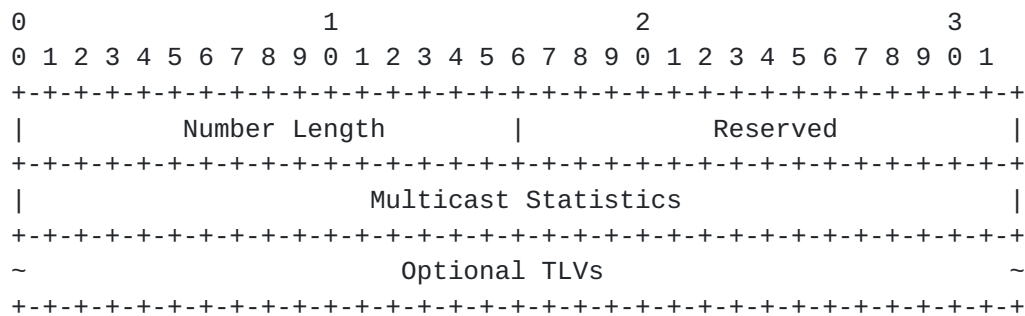 0                   1                   2                   3
0 1 2 3 4 5 6 7 8 9 0 1 2 3 4 5 6 7 8 9 0 1 2 3 4 5 6 7 8 9 0 1
+-+-+-+-+-+-+-+-+-+-+-+-+-+-+-+-+-+-+-+-+-+-+-+-+-+-+-+-+-+-+-+-+
|          Number Length        |            Reserved           |
+-+-+-+-+-+-+-+-+-+-+-+-+-+-+-+-+-+-+-+-+-+-+-+-+-+-+-+-+-+-+-+-+
|                      Multicast Statistics                     |
+-+-+-+-+-+-+-+-+-+-+-+-+-+-+-+-+-+-+-+-+-+-+-+-+-+-+-+-+-+-+-+-+
~                        Optional TLVs                          ~
+-+-+-+-+-+-+-+-+-+-+-+-+-+-+-+-+-+-+-+-+-+-+-+-+-+-+-+-+-+-+-+-+